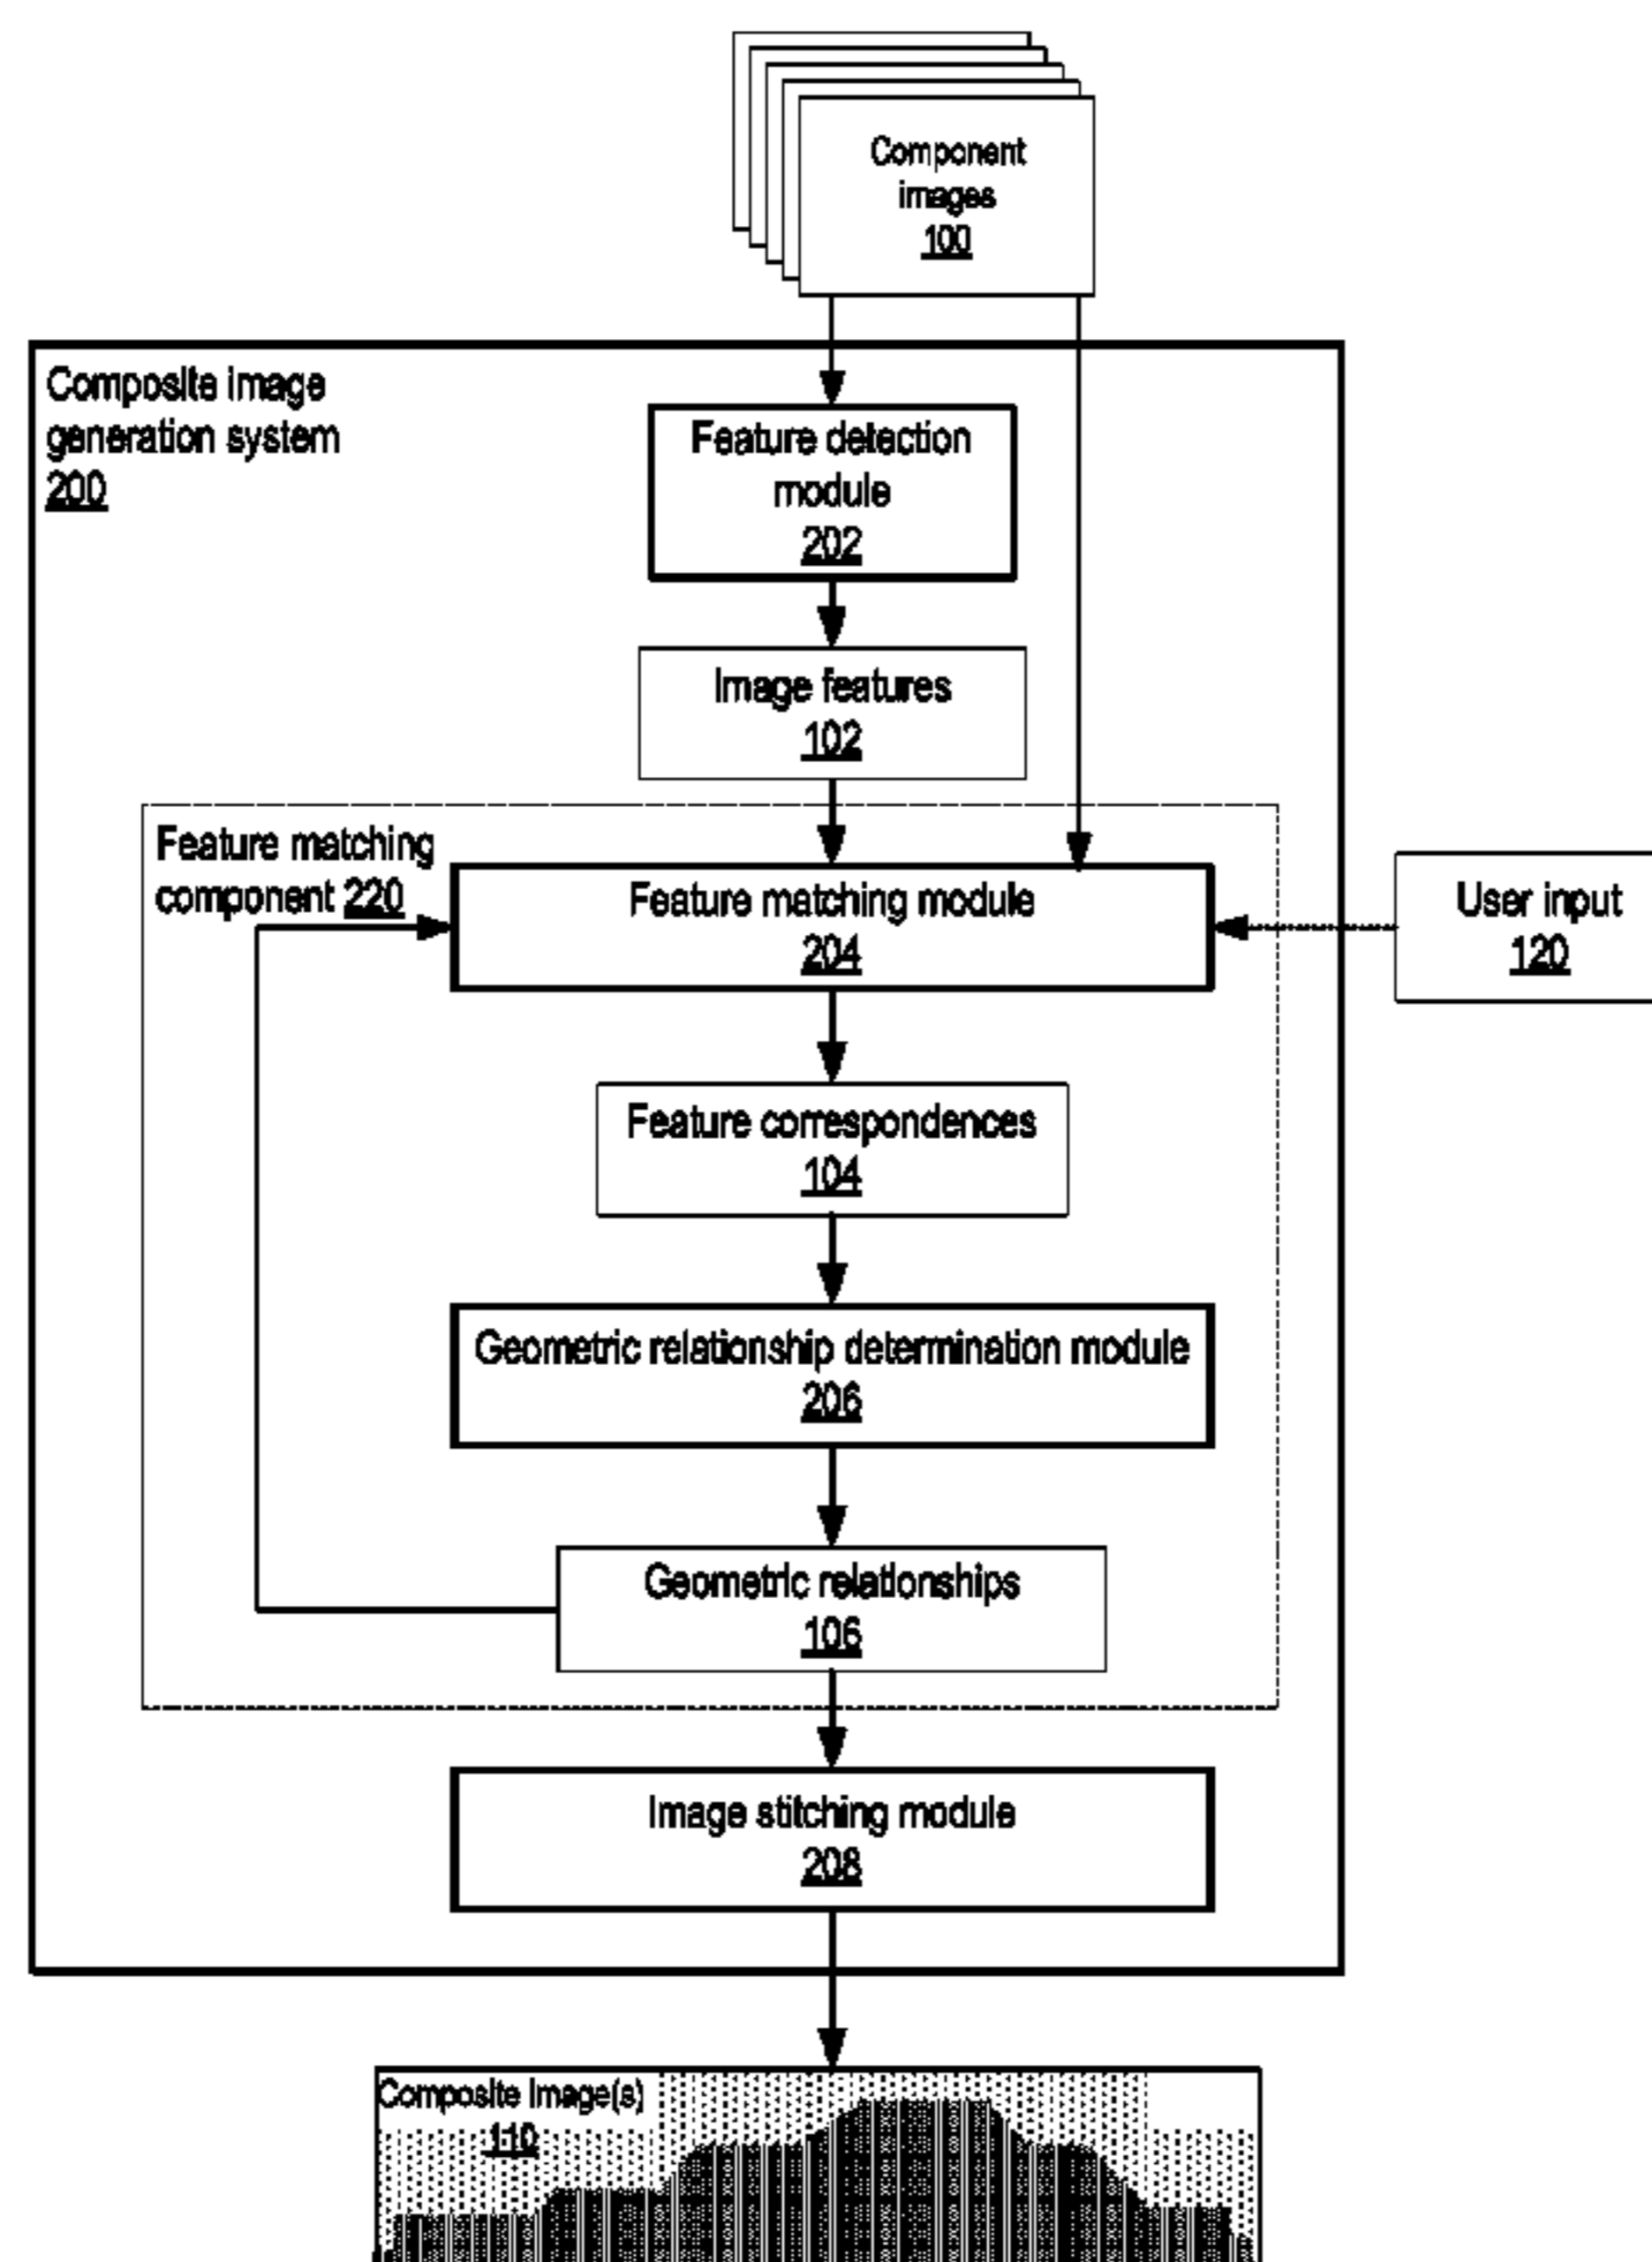 Component
images
100
Composite image
generation system
200
Feature detection
module
202
Image features
102
Feature matching
component 220
Feature matching module
204
User input
120
Feature correspondences
104
Geometric relationship determination module
206
Geometric relationships
106
Image stitching module
208
Composite image(s)
110